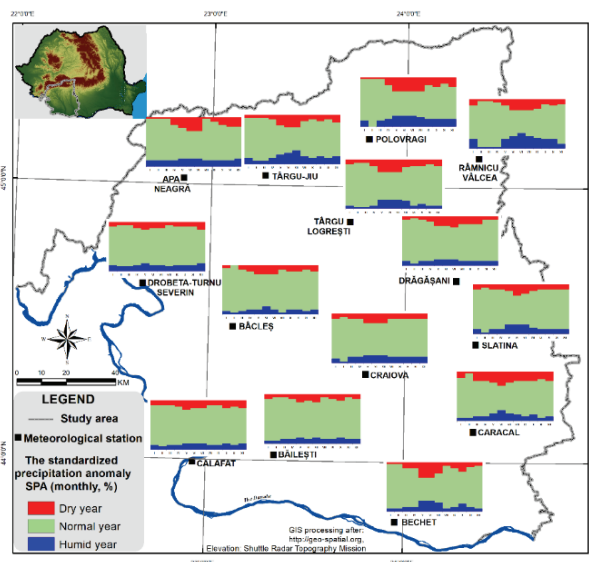 22°0'0"E
23°0'0"E
24°0'0"E
POLOVRAGI
RÂMNICU
VÂLCEA
APA
NEAGRĂ
TÂRGU-JIU
45°0'0"N
TÂRGU
LOGREȘTI
DRĂGĂȘANI
DROBETA-TURNU
SEVERIN
BÂCLEȘ
SLATINA
CRAIOVA
N
W
E
S
0
20
40
KM
LEGEND
Study area
Meteorological station
The standardized
precipitation anomaly
SPA (monthly, %)
Dry year
Normal year
Humid year
CARACAL
BĂILEȘTI
CALAFAT
44°0'0"N
BECHET
The Danube
GIS processing after:
http://geo-spatial.org,
Elevation: Shuttle Radar Topography Mission